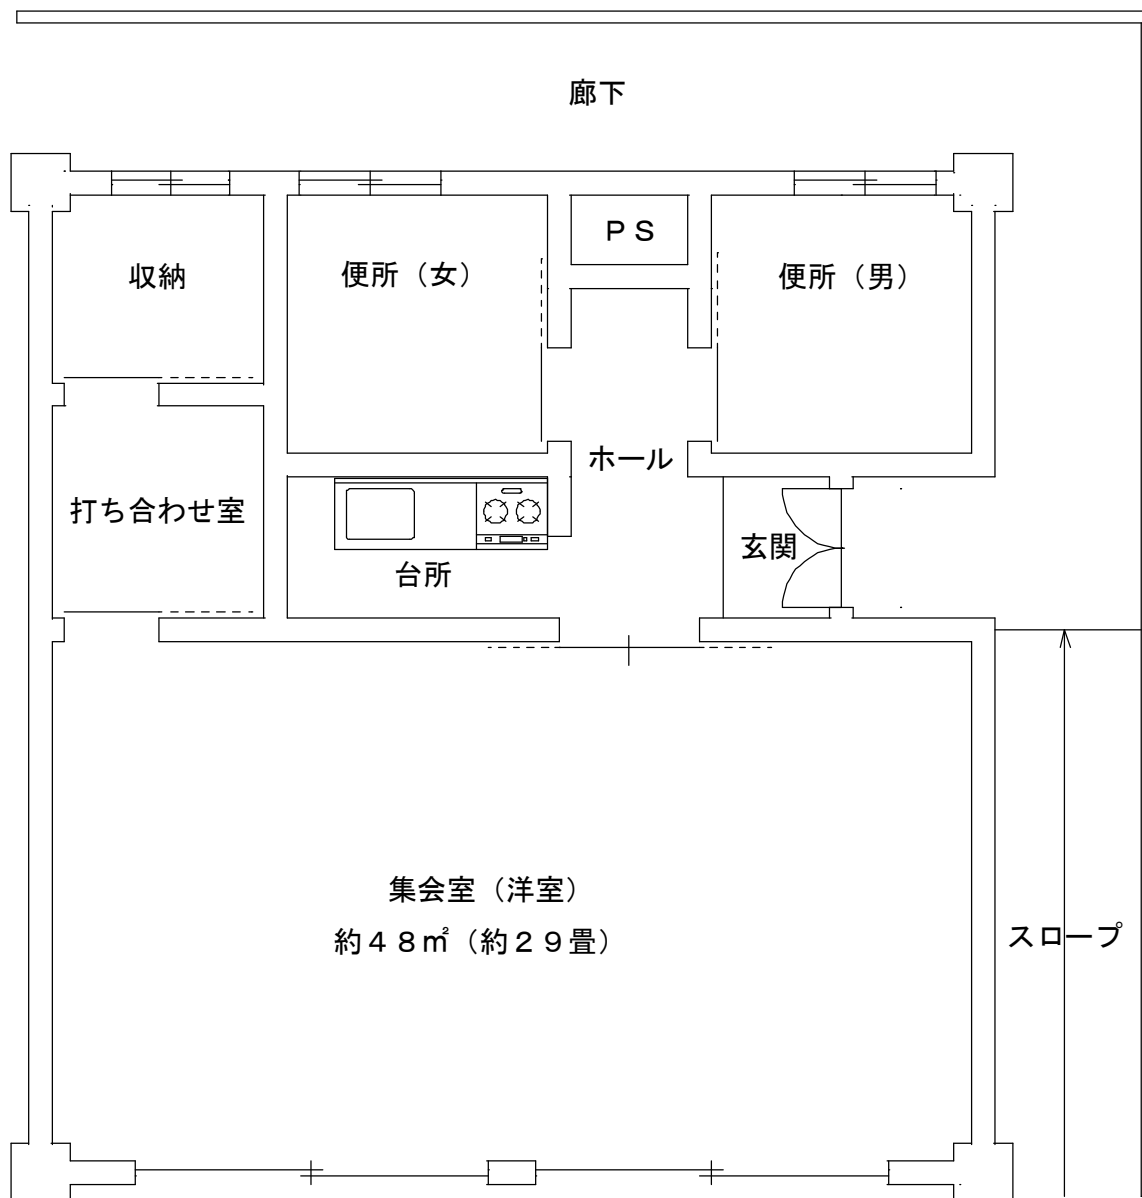 廊下
ＰＳ
収納
便所（女）
便所（男）
ホール
打ち合わせ室
玄関
台所
集会室（洋室）
約４８㎡（約２９畳）
スロープ